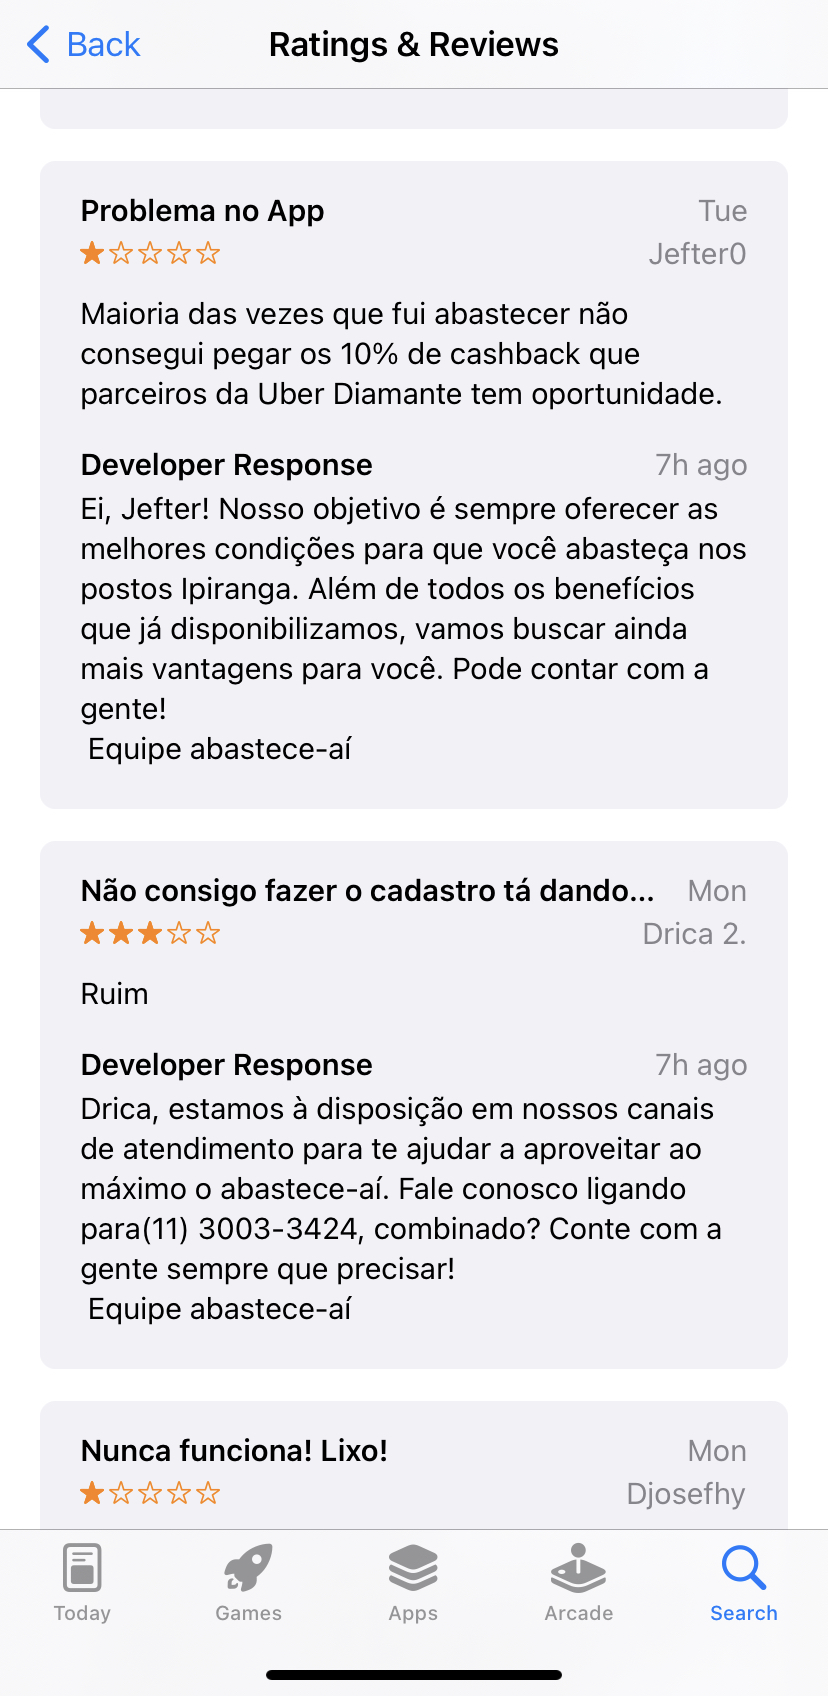 Back
Ratings & Reviews
Problema no App
Tue
Jefter0
Maioria das vezes que fui abastecer não
consegui pegar os 10% de cashback que
parceiros da Uber Diamante tem oportunidade.
Developer Response
7h ago
Ei, Jefter! Nosso objetivo é sempre oferecer as
melhores condições para que você abasteça nos
postos Ipiranga. Além de todos os benefícios
que já disponibilizamos, vamos buscar ainda
mais vantagens para você. Pode contar com a
gente!
Equipe abastece-aí
Não consigo fazer o cadastro tá dando...
Mon
Drica 2.
Ruim
Developer Response
7h ago
Drica, estamos à disposição em nossos canais
de atendimento para te ajudar a aproveitar ao
máximo o abastece-aí. Fale conosco ligando
para(11) 3003-3424, combinado? Conte com a
gente sempre que precisar!
Equipe abastece-aí
Nunca funciona! Lixo!
Mon
Djosefhy
Today
Games
Apps
Arcade
Search